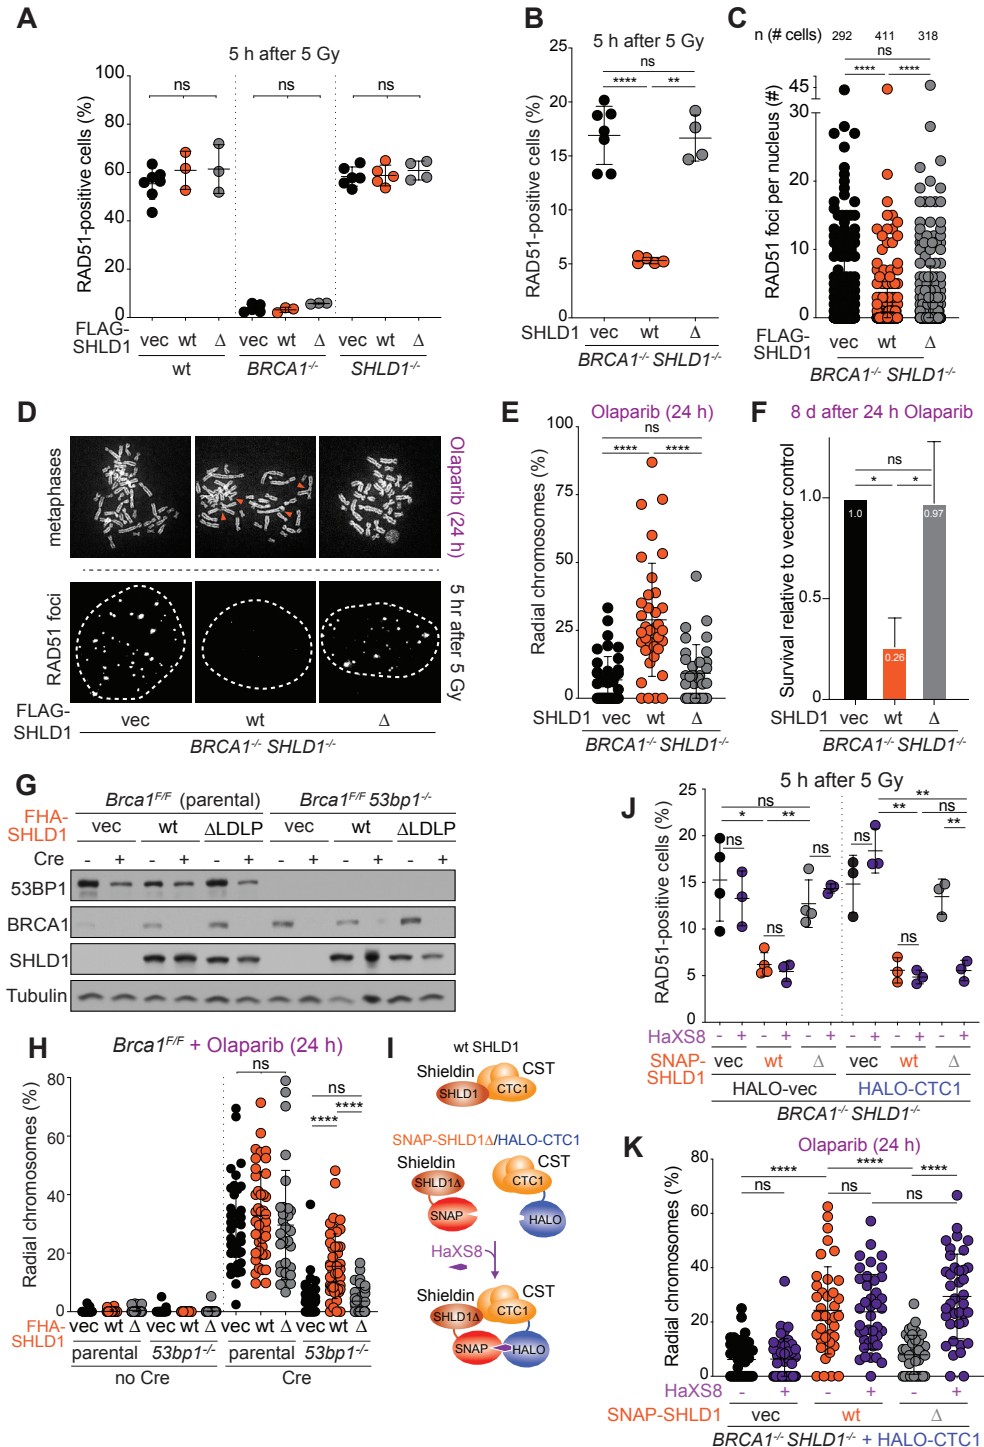 A
5 h after 5 Gy
RAD51-positive cells (%)
100
80
60
40
20
0
ns
ns
ns
FLAG-
SHLD1
vec wt Δ vec wt Δ vec wt Δ
wt BRCA1-/- SHLD1-/-
B
5 h after 5 Gy
RAD51-positive cells (%)
25
20
15
10
5
0
ns
**** **
SHLD1 vec wt Δ
BRCA1-/- SHLD1-/-
C
n (# cells) 292 411 318
ns
**** ****
RAD51 foci per nucleus (#)
45
30
20
10
0
FLAG-
SHLD1
vec wt Δ
BRCA1-/- SHLD1-/-
D
metaphases
Olaparib (24 h)
RAD51 foci
5 hr after 5 Gy
FLAG-
SHLD1
vec wt Δ
BRCA1-/- SHLD1-/-
E
Olaparib (24 h)
Radial chromosomes (%)
100
75
50
25
0
ns
**** ****
SHLD1 vec wt Δ
BRCA1-/- SHLD1-/-
F
8 d after 24 h Olaparib
Survival relative to vector control
1.0
0
ns
* *
1.0
0.26
0.97
SHLD1 vec wt Δ
BRCA1-/- SHLD1-/-
G
Brca1F/F (parental) Brca1F/F 53bp1-/-
FHA-
SHLD1
vec wt ΔLDLP vec wt ΔLDLP
Cre - + - + - + - + - + - +
53BP1
BRCA1
SHLD1
Tubulin
H
Brca1F/F + Olaparib (24 h)
Radial chromosomes (%)
80
60
40
20
0
ns
ns
****
****
FHA-
SHLD1
vec wt Δ vec wt Δ vec wt Δ vec wt Δ
parental 53bp1-/- parental 53bp1-/-
no Cre Cre
I
wt SHLD1
Shieldin CST
SHLD1 CTC1
SNAP-SHLD1Δ/HALO-CTC1
Shieldin CST
SHLD1Δ CTC1
SNAP HALO
HaXS8
Shieldin CST
SHLD1Δ CTC1
SNAP HALO
J
5 h after 5 Gy
RAD51-positive cells (%)
25
20
15
10
5
0
ns
* **
ns
ns
ns
**
** ns
ns
**
ns
HaXS8 - + - + - + - + - + - +
SNAP-
SHLD1
vec wt Δ vec wt Δ
HALO-vec HALO-CTC1
BRCA1-/- SHLD1-/-
K
Olaparib (24 h)
Radial chromosomes (%)
80
60
40
20
0
**** **** ****
ns ns ns
HaXS8 - + - + - +
SNAP-SHLD1 vec wt Δ
BRCA1-/- SHLD1-/- + HALO-CTC1